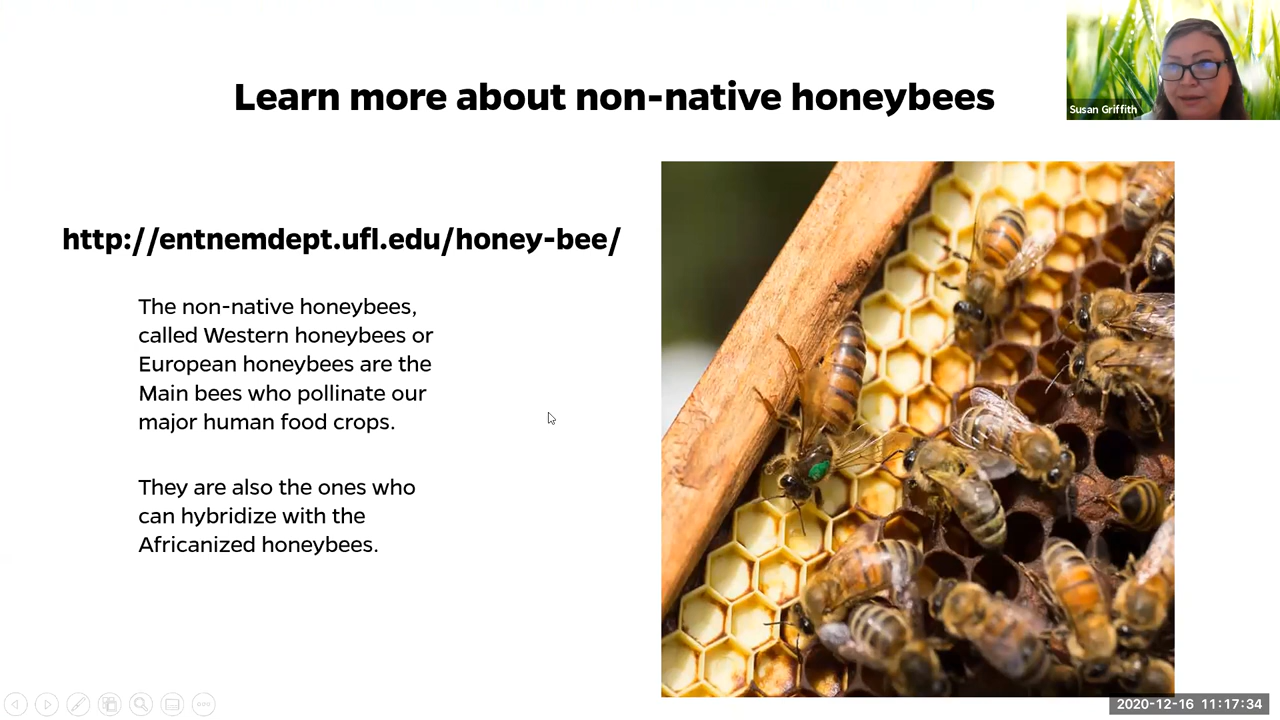 Learn more about non-native honeybees
Susan Griffith
http://entnemdept.ufl.edu/honey-bee/
The non-native honeybees,
called Western honeybees or
European honeybees are the
Main bees who pollinate our
major human food crops.
They are also the ones who
can hybridize with the
Africanized honeybees.
2020-12-16 11:17:34